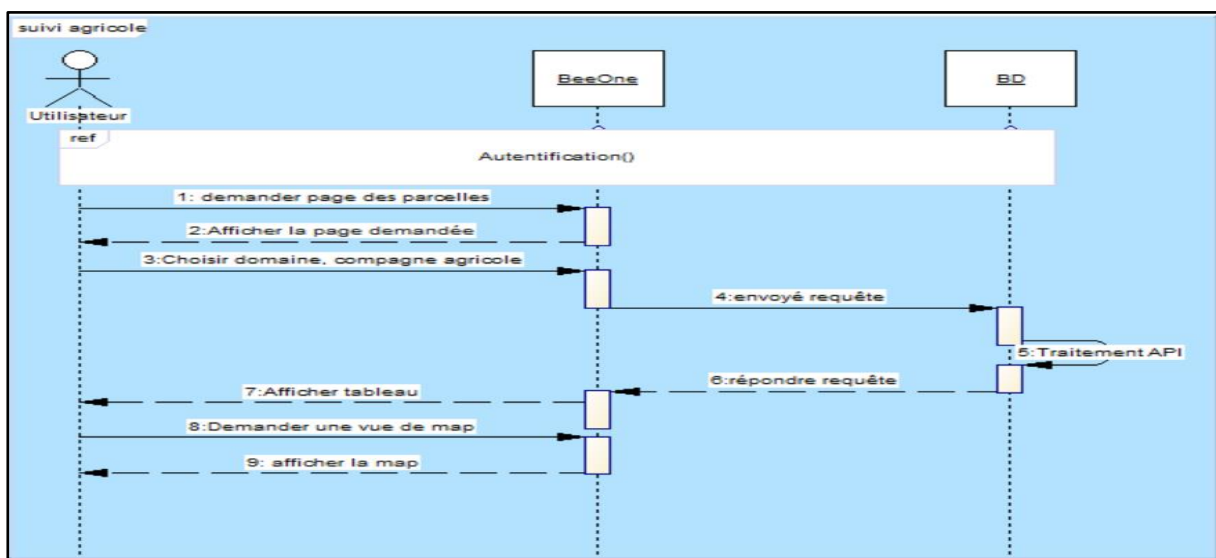 suivi agricole
BeeOne
BD
Utilisateur
ref
Autentification()
1: demander page des parcelles
2:Afficher la page demandée
3:Choisir domaine, compagne agricole
4:envoyé requête
5:Traitement API
6:répondre requête
7:Afficher tableau
8:Demander une vue de map
9: afficher la map